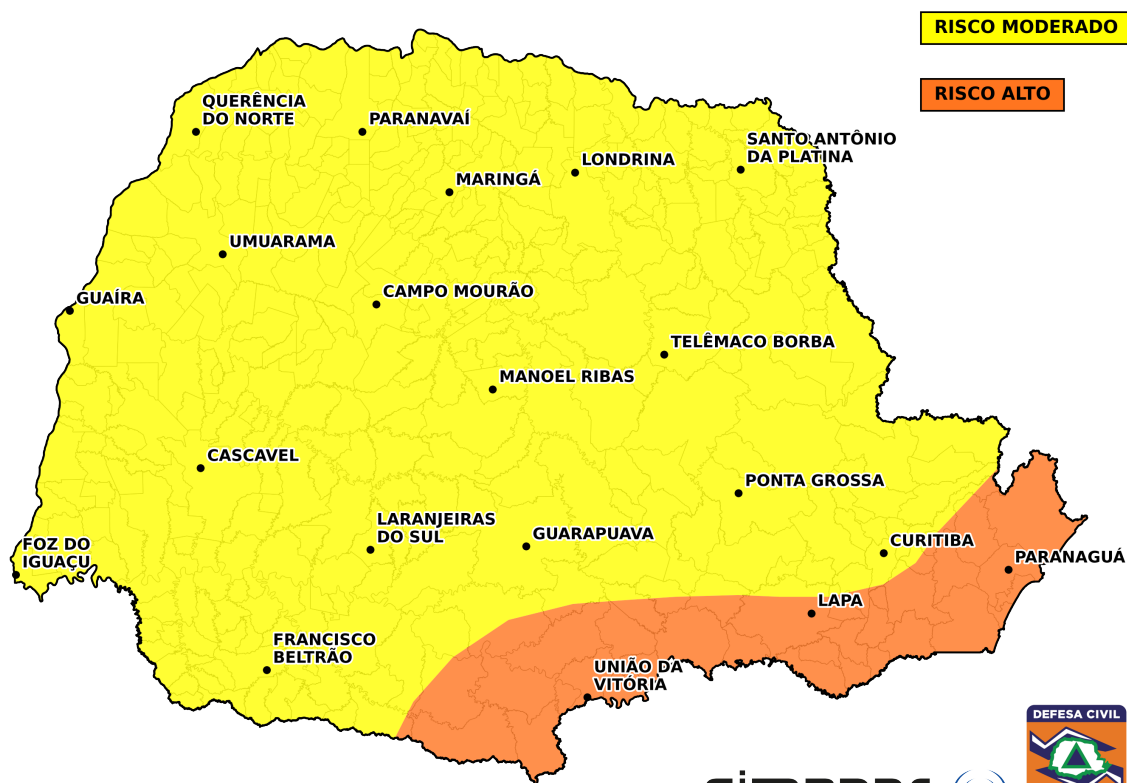 RISCO MODERADO
RISCO ALTO
QUERÊNCIA
DO NORTE
PARANAVAÍ
SANTO ANTÔNIO
DA PLATINA
LONDRINA
MARINGÁ
UMUARAMA
GUAÍRA
CAMPO MOURÃO
TELÊMACO BORBA
MANOEL RIBAS
CASCAVEL
PONTA GROSSA
LARANJEIRAS
DO SUL
GUARAPUAVA
CURITIBA
FOZ DO
IGUAÇU
PARANAGUÁ
LAPA
FRANCISCO
BELTRÃO
UNIÃO DA
VITÓRIA
DEFESA CIVIL